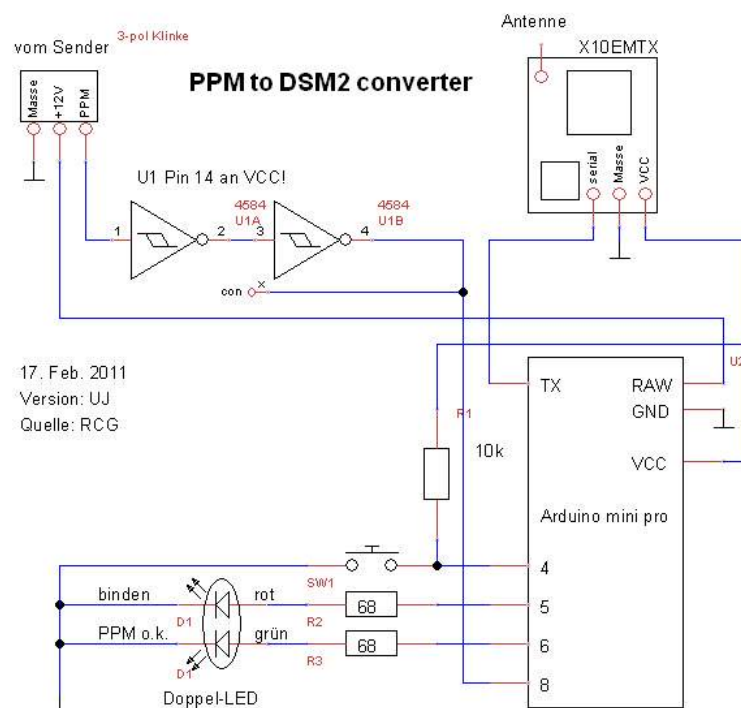 Antenne
3-pol Klinke
vom Sender
X10EMTX
Masse
+12V
PPM
PPM to DSM2 converter
serial
Masse
VCC
U1 Pin 14 an VCC!
4584
U1A
4584
U1B
1
2
3
4
con
x
17. Feb. 2011
Version: UJ
Quelle: RCG
U2
TX
RAW
GND
R1
10k
VCC
Arduino mini pro
4
SW1
binden
rot
68
5
D1
R2
PPM o.k.
grün
68
6
D1
R3
8
Doppel-LED